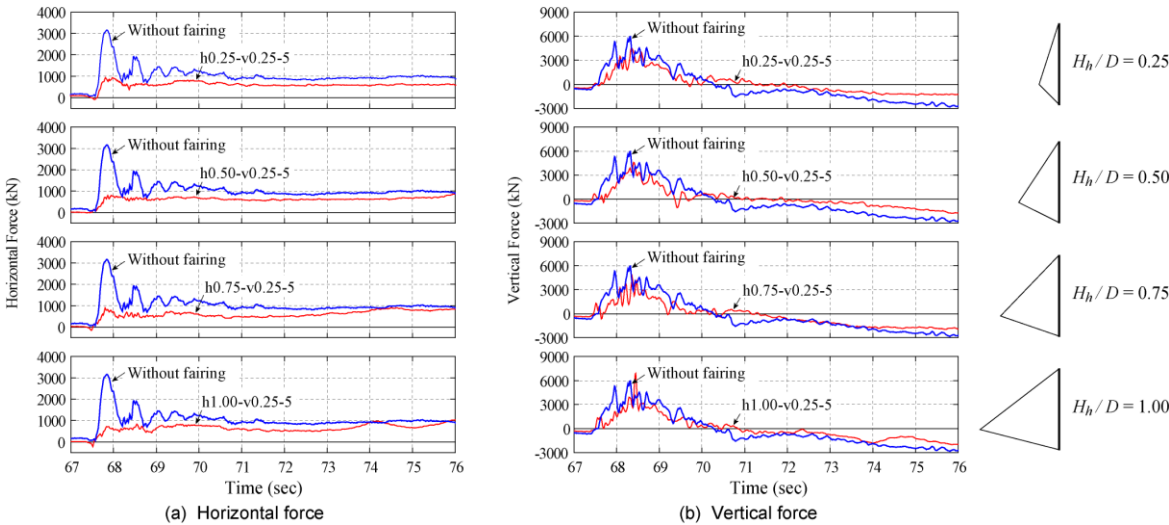 Horizontal Force (kN)
4000
3000
2000
1000
0
Without fairing
h0.25-v0.25-5
4000
3000
2000
1000
0
Without fairing
h0.50-v0.25-5
4000
3000
2000
1000
0
Without fairing
h0.75-v0.25-5
4000
3000
2000
1000
0
Without fairing
h1.00-v0.25-5
67 68 69 70 71 72 73 74 75 76
Time (sec)
(a) Horizontal force
Vertical Force (kN)
9000
6000
3000
0
-3000
Without fairing
h0.25-v0.25-5
9000
6000
3000
0
-3000
Without fairing
h0.50-v0.25-5
9000
6000
3000
0
-3000
Without fairing
h0.75-v0.25-5
9000
6000
3000
0
-3000
Without fairing
h1.00-v0.25-5
67 68 69 70 71 72 73 74 75 76
Time (sec)
(b) Vertical force
H_h/D = 0.25
H_h/D = 0.50
H_h/D = 0.75
H_h/D = 1.00